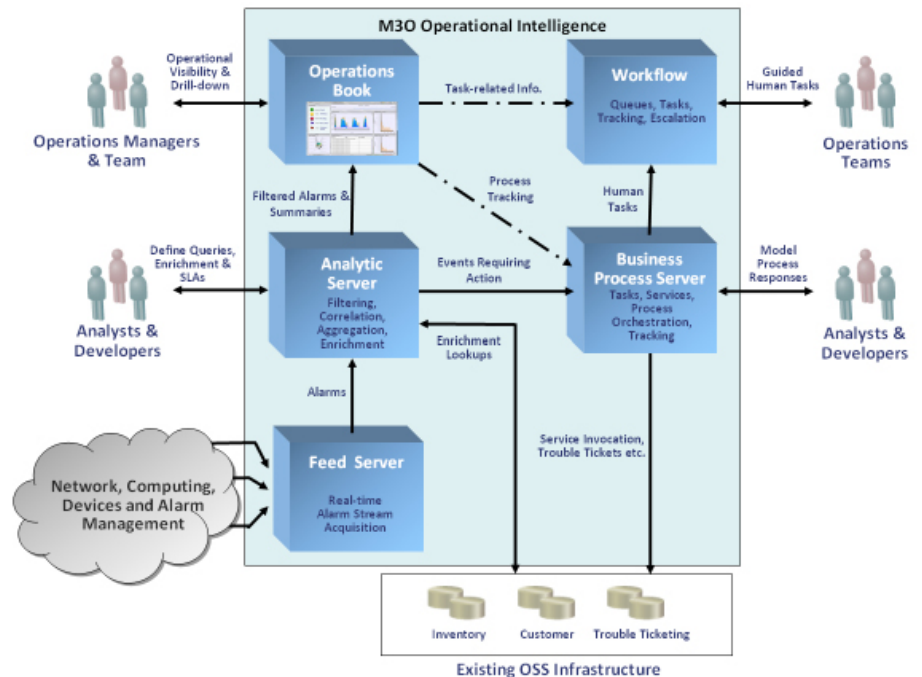 M3O Operational Intelligence
Operational
Visibility &
Drill-down
Operations Managers
& Team
Operations
Book
Task-related Info.
Workflow
Queues, Tasks,
Tracking, Escalation
Guided
Human Tasks
Operations
Teams
Filtered Alarms &
Summaries
Process
Tracking
Human
Tasks
Define Queries,
Enrichment &
SLAs
Analysts &
Developers
Analytic
Server
Filtering,
Correlation,
Aggregation,
Enrichment
Events Requiring
Action
Business
Process Server
Tasks, Services,
Process
Orchestration,
Tracking
Model
Process
Responses
Analysts &
Developers
Enrichment
Lookups
Alarms
Network, Computing,
Devices and Alarm
Management
Feed Server
Real-time
Alarm Stream
Acquisition
Service Invocation,
Trouble Tickets etc.
Inventory
Customer
Trouble Ticketing
Existing OSS Infrastructure